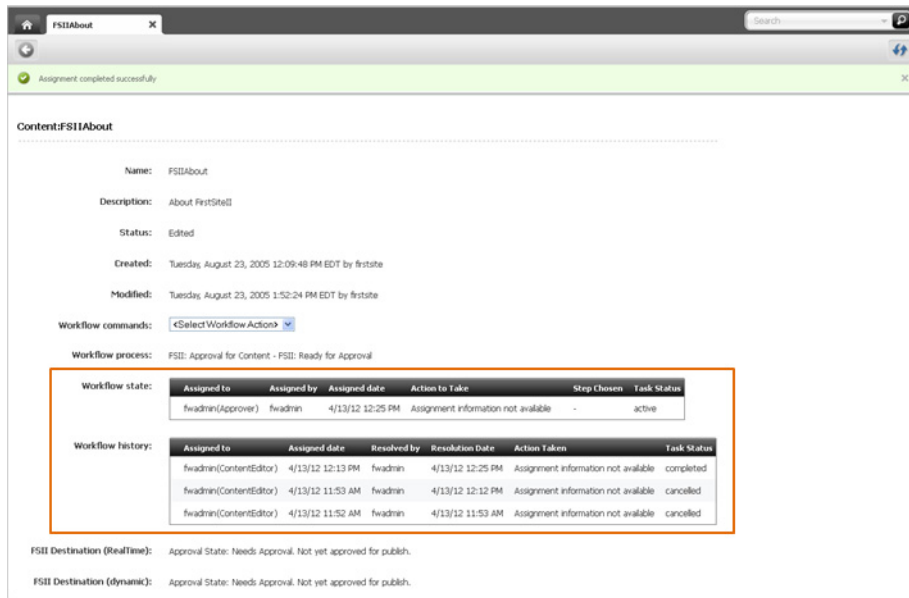 FSIIAbout
Search
Assignment completed successfully
Content:FSIIAbout
Name: FSIIAbout
Description: About FirstSiteII
Status: Edited
Created: Tuesday, August 23, 2005 12:09:48 PM EDT by firstsite
Modified: Tuesday, August 23, 2005 1:52:24 PM EDT by firstsite
Workflow commands: <Select Workflow Action>
Workflow process: FSII: Approval for Content - FSII: Ready for Approval
Workflow state:
Assigned to Assigned by Assigned date Action to Take Step Chosen Task Status
fwadmin(Approver) fwadmin 4/13/12 12:25 PM Assignment information not available - active
Workflow history:
Assigned to Assigned date Resolved by Resolution Date Action Taken Task Status
fwadmin(ContentEditor) 4/13/12 12:13 PM fwadmin 4/13/12 12:25 PM Assignment information not available completed
fwadmin(ContentEditor) 4/13/12 11:53 AM fwadmin 4/13/12 12:12 PM Assignment information not available cancelled
fwadmin(ContentEditor) 4/13/12 11:52 AM fwadmin 4/13/12 11:53 AM Assignment information not available cancelled
FSII Destination (RealTime): Approval State: Needs Approval. Not yet approved for publish.
FSII Destination (dynamic): Approval State: Needs Approval. Not yet approved for publish.